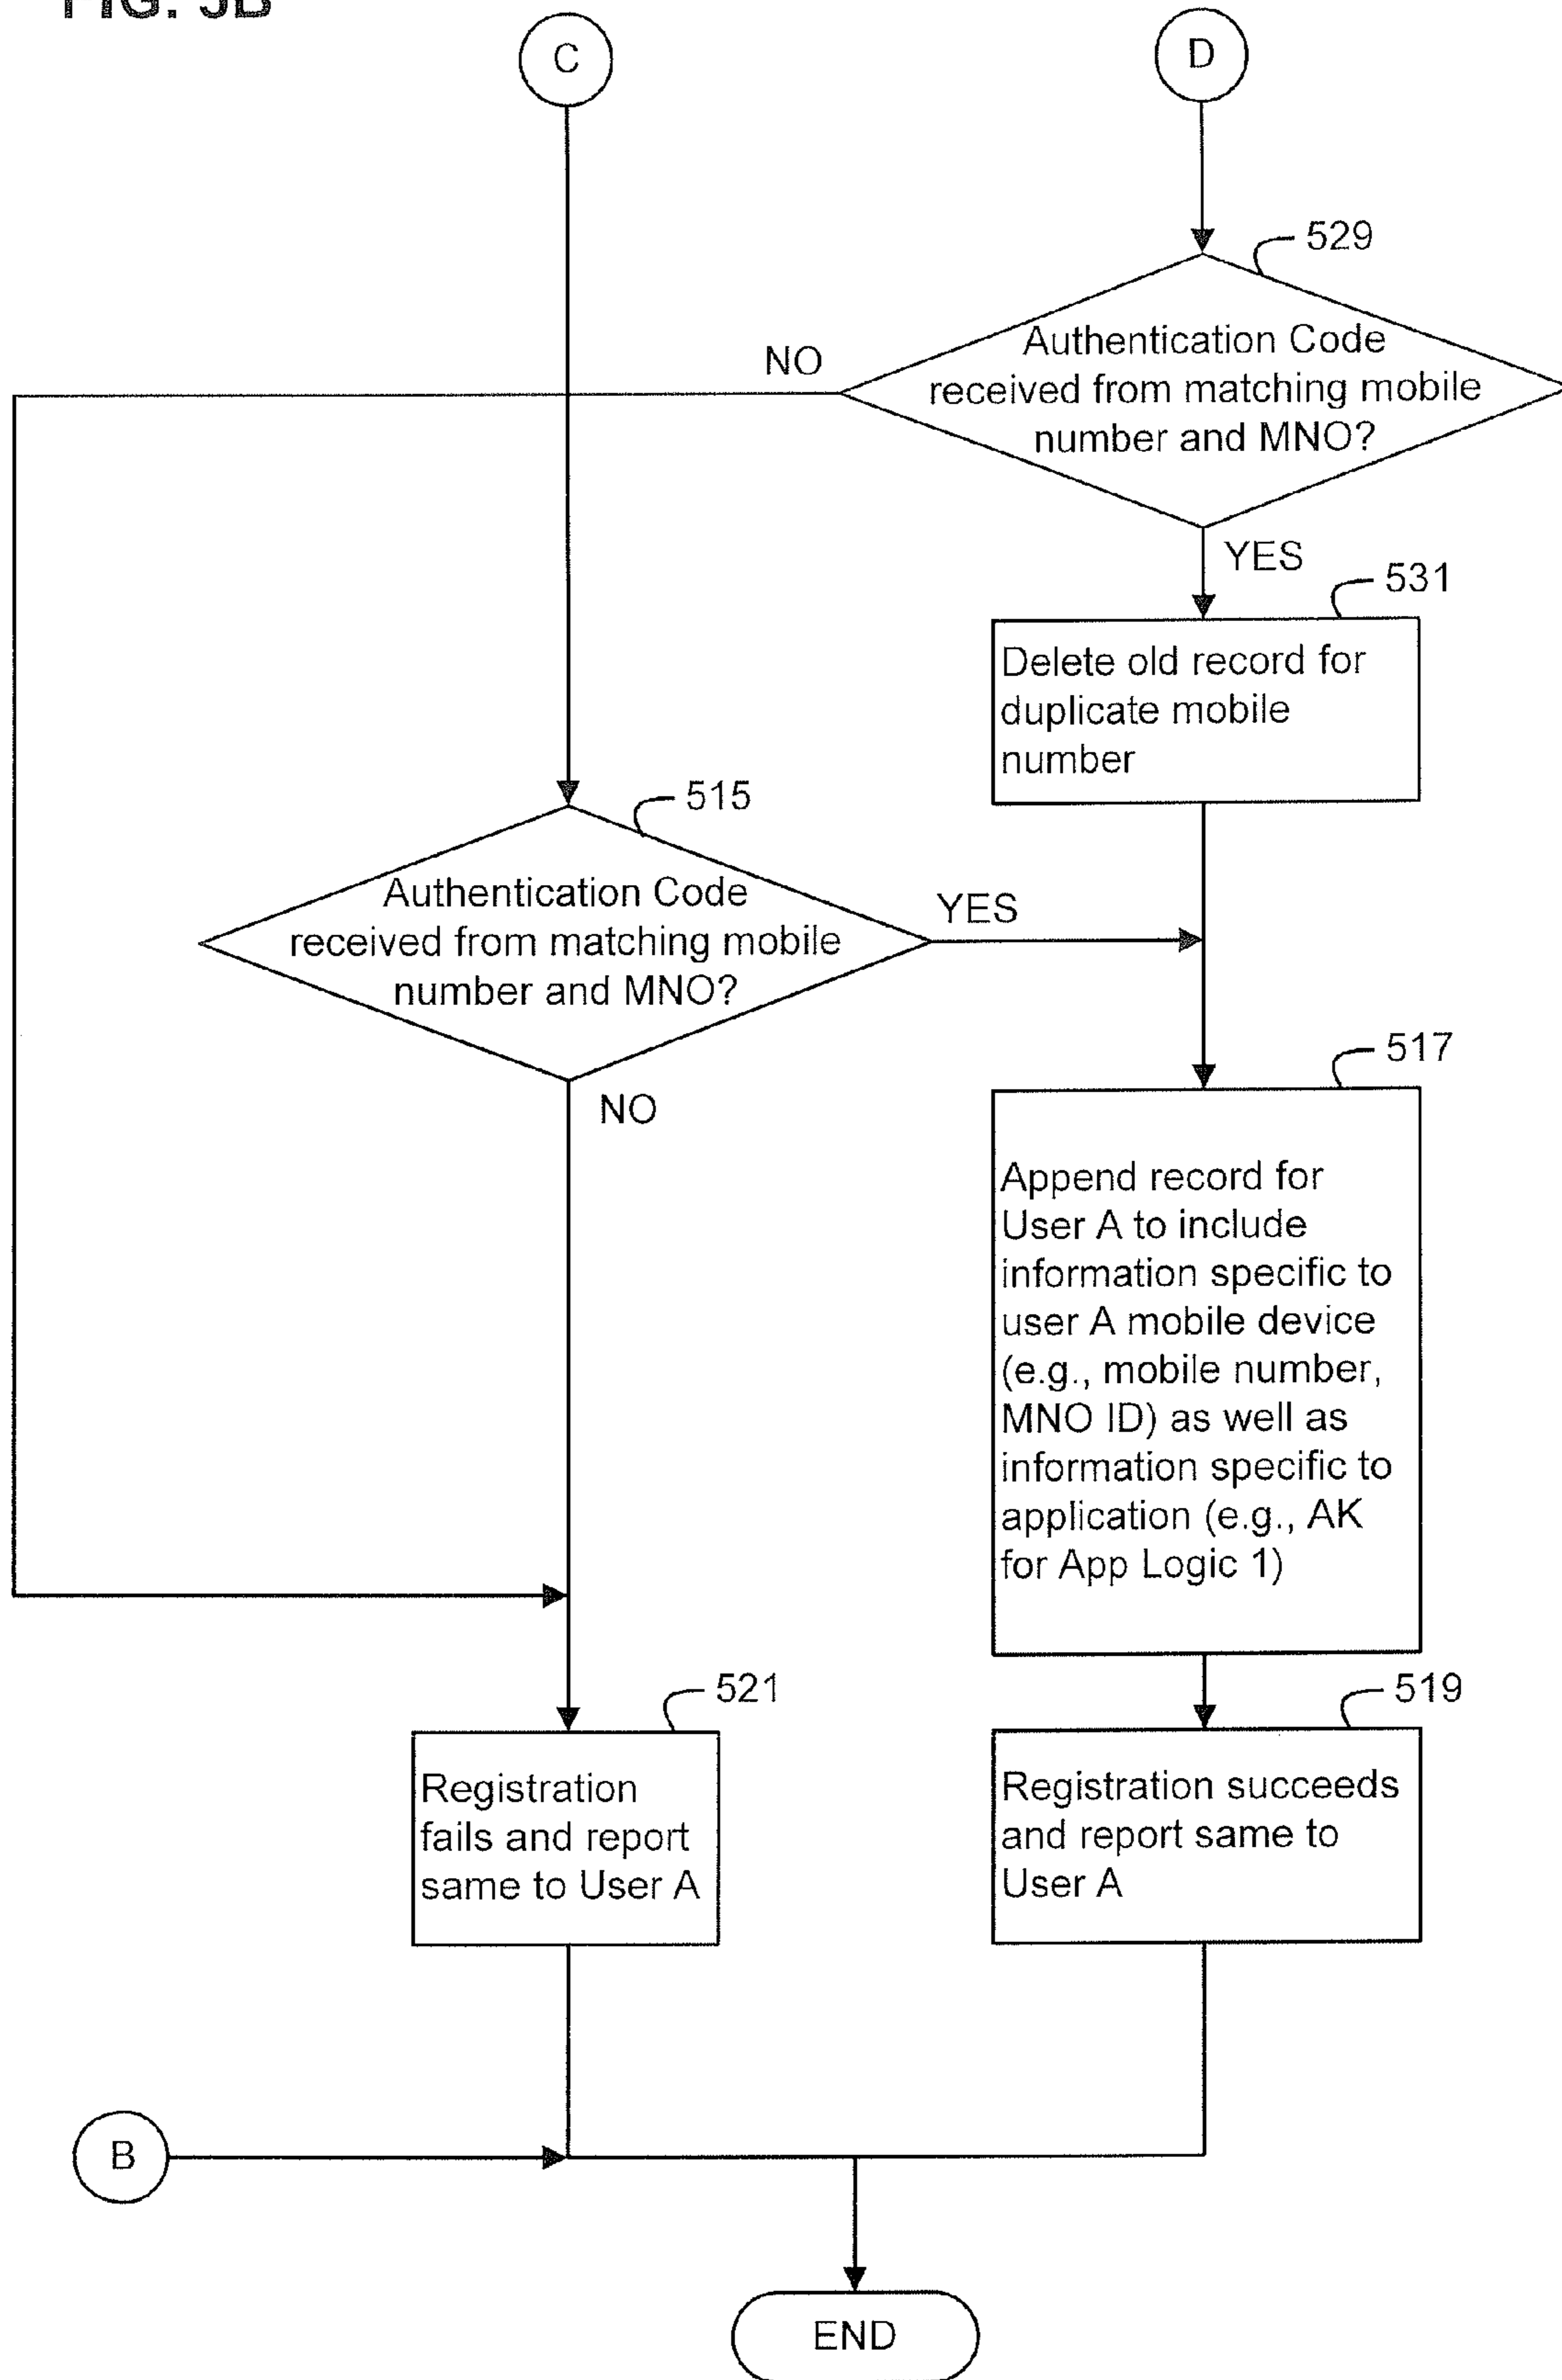 FIG. 5B
C
D
529
Authentication Code
received from matching mobile
number and MNO?
NO
YES
531
Delete old record for
duplicate mobile
number
515
Authentication Code
received from matching mobile
number and MNO?
YES
NO
517
Append record for
User A to include
information specific to
user A mobile device
(e.g., mobile number,
MNO ID) as well as
information specific to
application (e.g., AK
for App Logic 1)
521
Registration
fails and report
same to User A
519
Registration succeeds
and report same to
User A
B
END